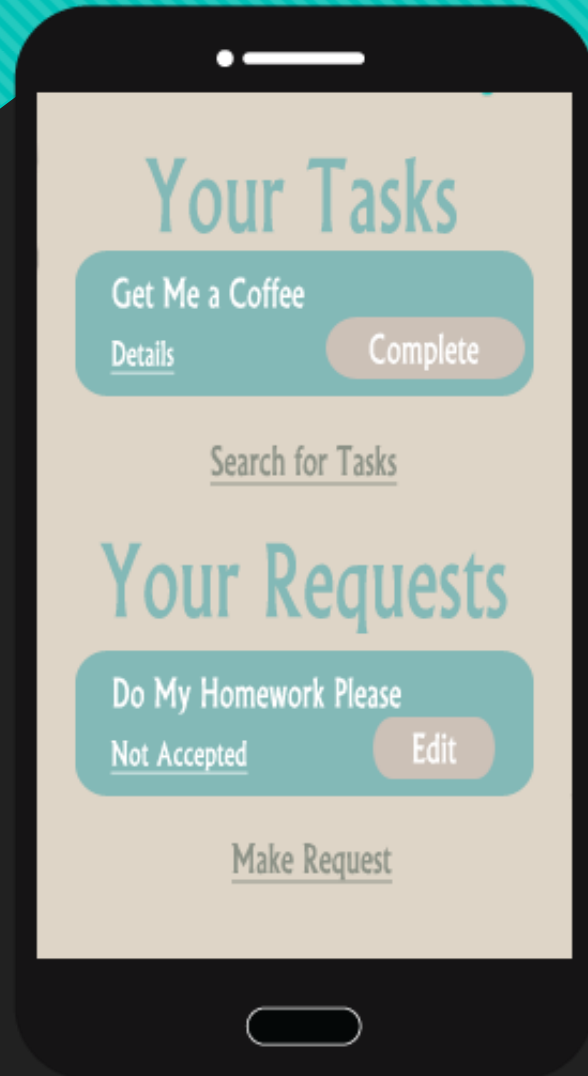 Your Tasks
Get Me a Coffee
Details
Complete
Search for Tasks
Your Requests
Do My Homework Please
Not Accepted
Edit
Make Request